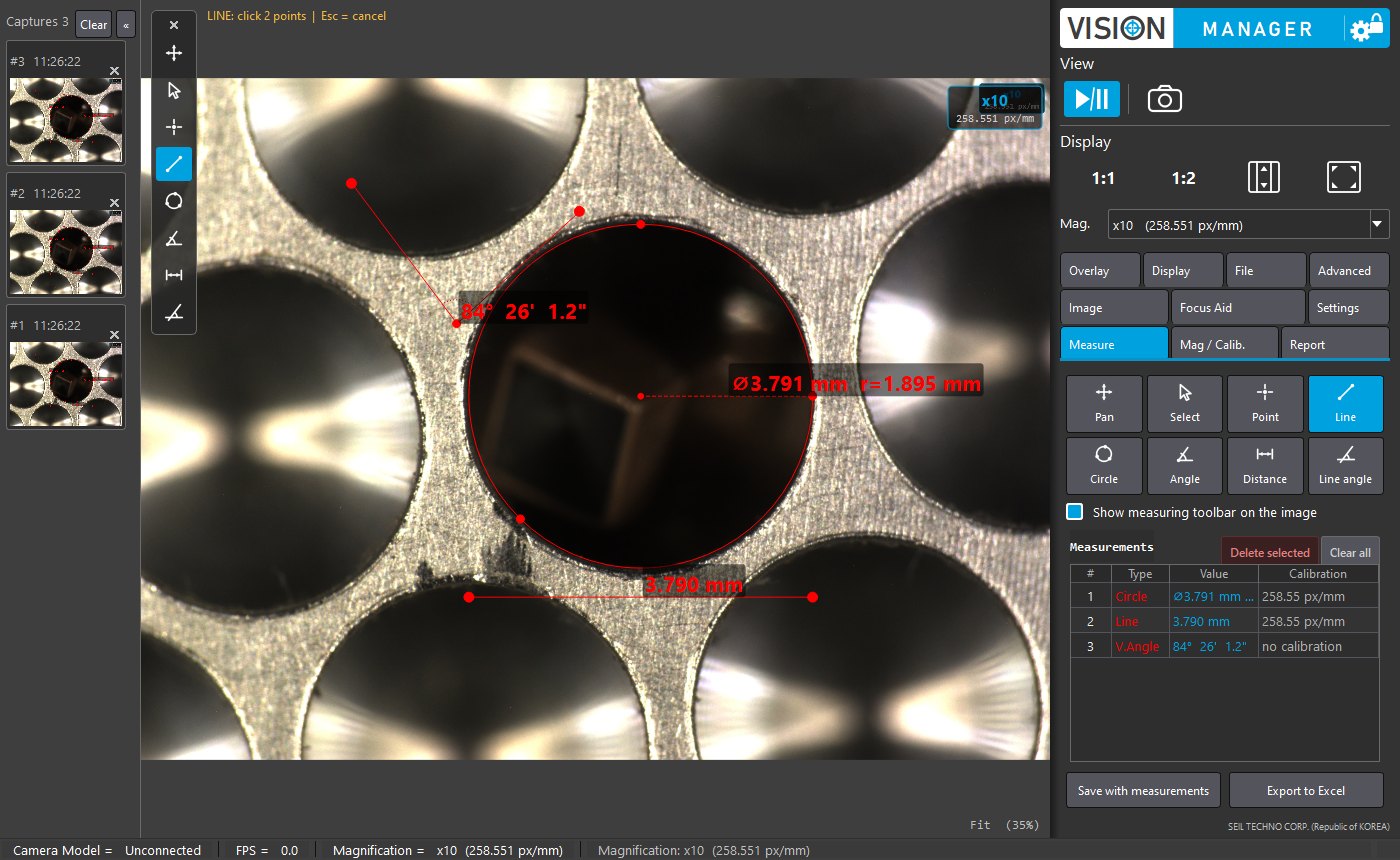 Captures 3
Clear
«
LINE: click 2 points | Esc = cancel
#3 11:26:22
#2 11:26:22
#1 11:26:22
x10
258.551 px/mm
84° 26' 1.2"
Ø3.791 mm r=1.895 mm
3.790 mm
Fit (35%)
VISION MANAGER
View
Display
1:1
1:2
Mag.
x10 (258.551 px/mm)
Overlay
Display
File
Advanced
Image
Focus Aid
Settings
Measure
Mag / Calib.
Report
Pan
Select
Point
Line
Circle
Angle
Distance
Line angle
Show measuring toolbar on the image
Measurements
Delete selected
Clear all
# Type Value Calibration
1 Circle Ø3.791 mm ... 258.55 px/mm
2 Line 3.790 mm 258.55 px/mm
3 V.Angle 84° 26' 1.2" no calibration
Save with measurements
Export to Excel
SEIL TECHNO CORP. (Republic of KOREA)
Camera Model = Unconnected
FPS = 0.0
Magnification = x10 (258.551 px/mm)
Magnification: x10 (258.551 px/mm)